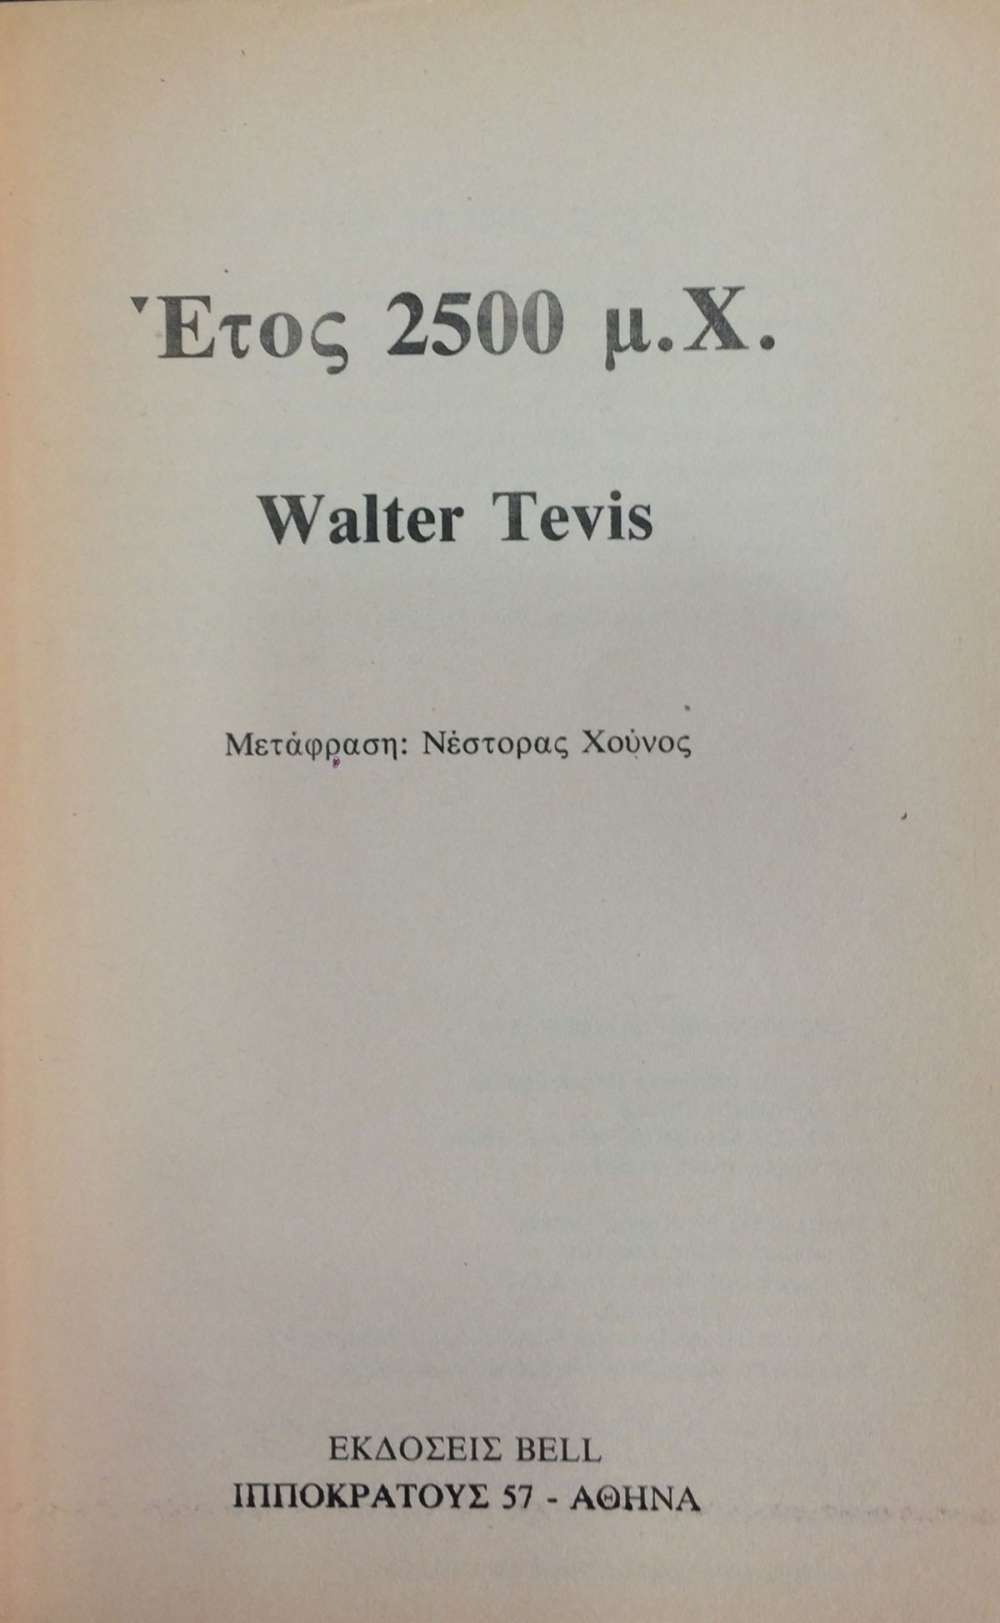 Έτος 2500 μ.Χ.
Walter Tevis
Μετάφραση: Νέστορας Χούνος
ΕΚΔΟΣΕΙΣ BELL
ΙΠΠΟΚΡΑΤΟΥΣ 57 - ΑΘΗΝΑ